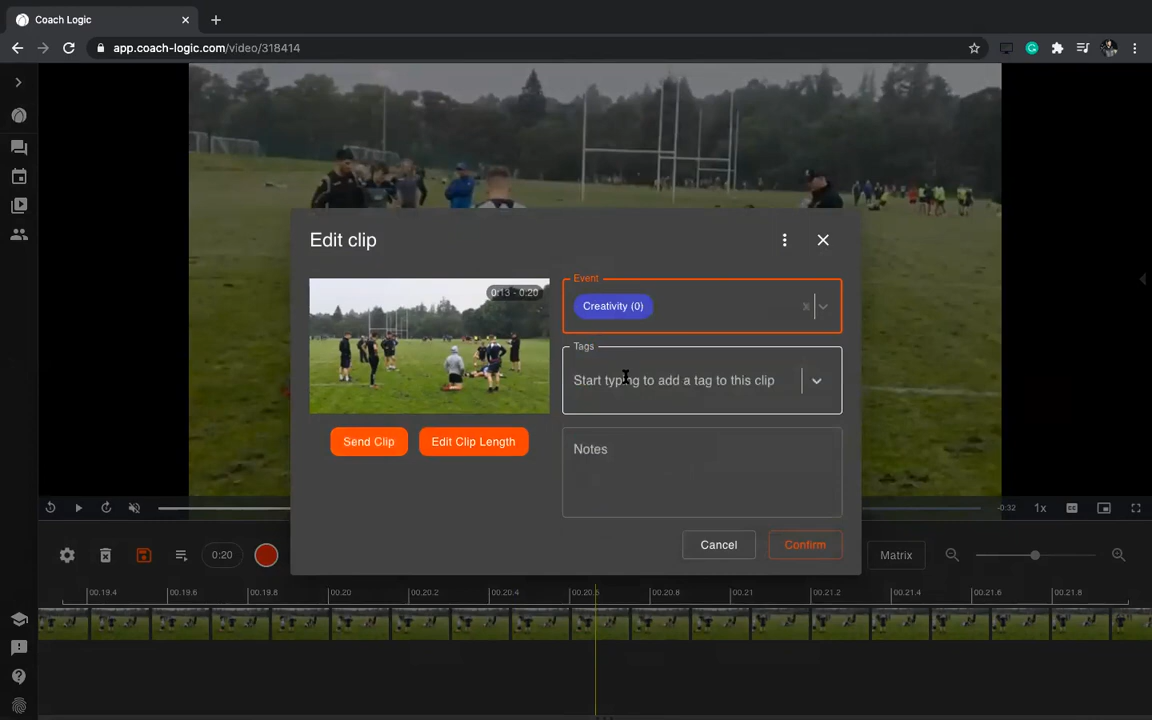 Coach Logic
app.coach-logic.com/video/318414
Edit clip
0:13 - 0:20
Event
Creativity (0)
Tags
Start typing to add a tag to this clip
Send Clip
Edit Clip Length
Notes
Cancel
Confirm
-0:32
1x
0:20
Matrix
00.19.4
00.19.6
00.19.8
00.20
00.20.2
00.20.4
00.20.6
00.20.8
00.21
00.21.2
00.21.4
00.21.6
00.21.8